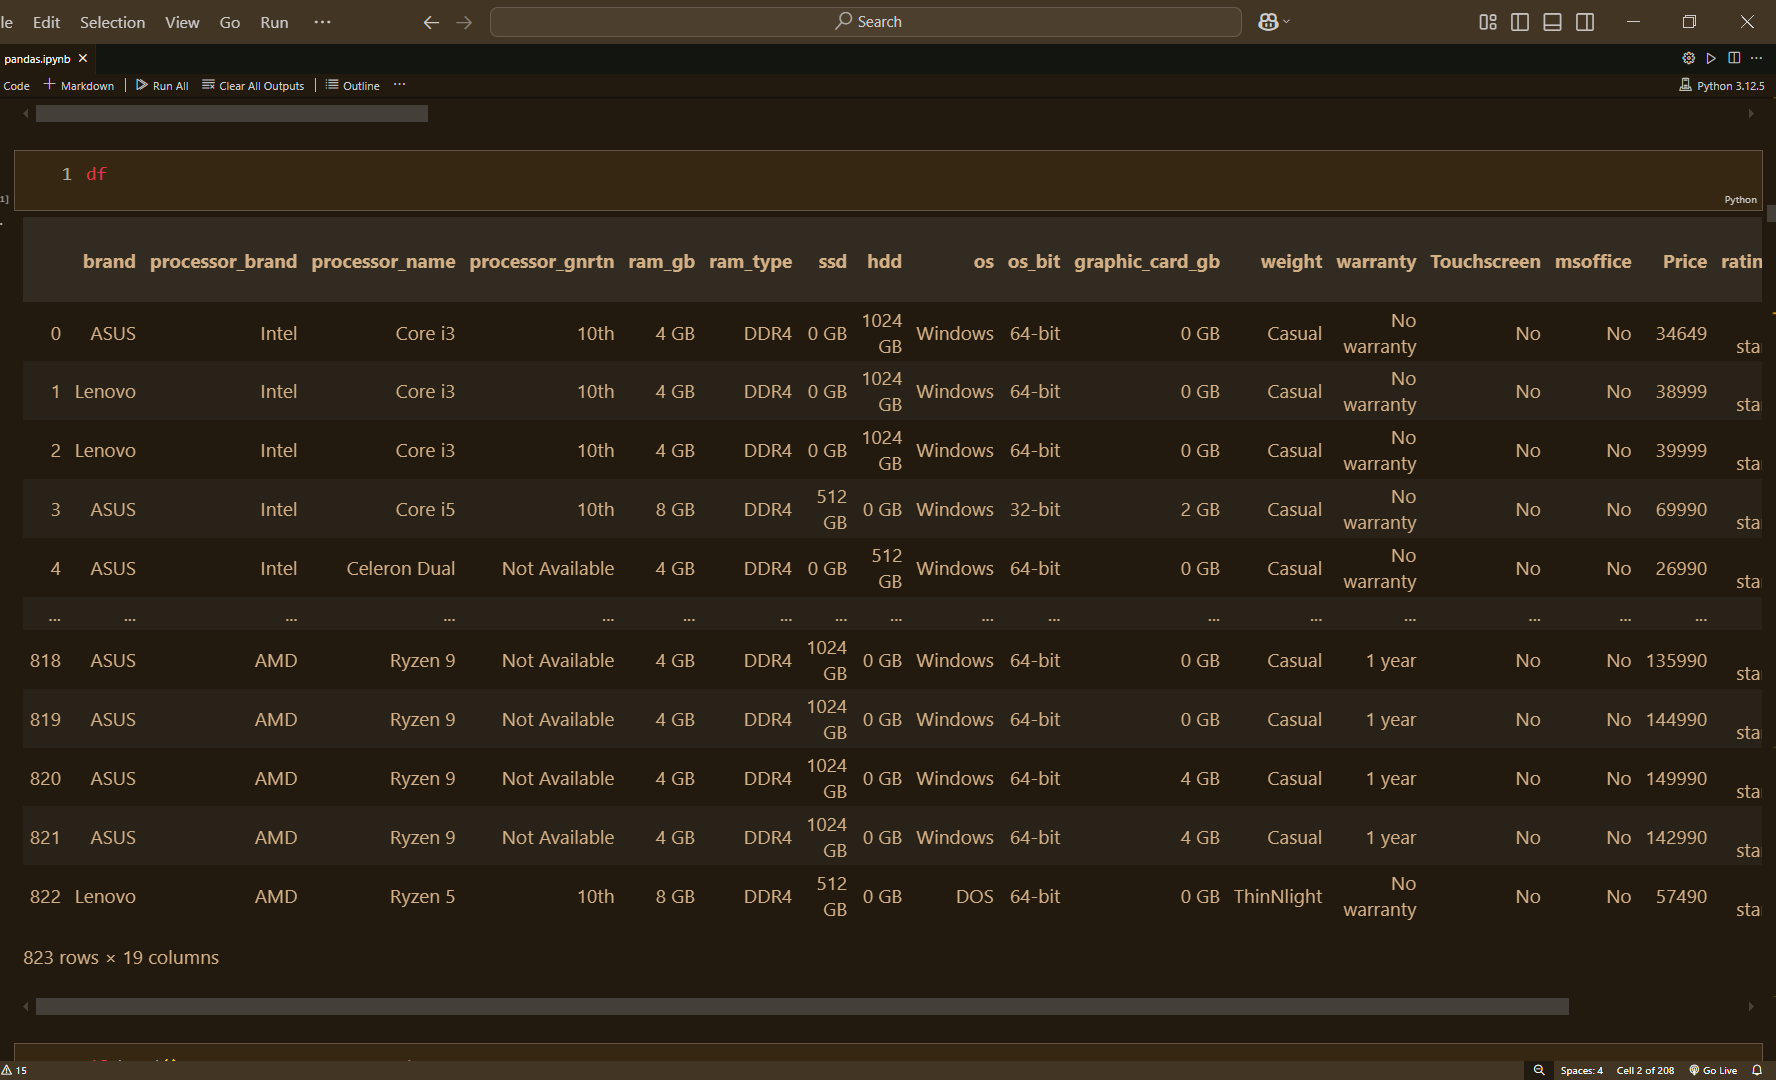 le Edit Selection View Go Run ... Search
pandas.ipynb
Code + Markdown Run All Clear All Outputs Outline ... Python 3.12.5
1 df
1]
Python
brand processor_brand processor_name processor_gnrtn ram_gb ram_type ssd hdd os os_bit graphic_card_gb weight warranty Touchscreen msoffice Price ratin
0 ASUS Intel Core i3 10th 4 GB DDR4 0 GB 1024 GB Windows 64-bit 0 GB Casual No warranty No No 34649 sta
1 Lenovo Intel Core i3 10th 4 GB DDR4 0 GB 1024 GB Windows 64-bit 0 GB Casual No warranty No No 38999 sta
2 Lenovo Intel Core i3 10th 4 GB DDR4 0 GB 1024 GB Windows 64-bit 0 GB Casual No warranty No No 39999 sta
3 ASUS Intel Core i5 10th 8 GB DDR4 512 GB 0 GB Windows 32-bit 2 GB Casual No warranty No No 69990 sta
4 ASUS Intel Celeron Dual Not Available 4 GB DDR4 0 GB 512 GB Windows 64-bit 0 GB Casual No warranty No No 26990 sta
... ... ... ... ... ... ... ... ... ... ... ... ... ... ... ... ...
818 ASUS AMD Ryzen 9 Not Available 4 GB DDR4 1024 GB 0 GB Windows 64-bit 0 GB Casual 1 year No No 135990 sta
819 ASUS AMD Ryzen 9 Not Available 4 GB DDR4 1024 GB 0 GB Windows 64-bit 0 GB Casual 1 year No No 144990 sta
820 ASUS AMD Ryzen 9 Not Available 4 GB DDR4 1024 GB 0 GB Windows 64-bit 4 GB Casual 1 year No No 149990 sta
821 ASUS AMD Ryzen 9 Not Available 4 GB DDR4 1024 GB 0 GB Windows 64-bit 4 GB Casual 1 year No No 142990 sta
822 Lenovo AMD Ryzen 5 10th 8 GB DDR4 512 GB 0 GB DOS 64-bit 0 GB ThinNlight No warranty No No 57490 sta
823 rows × 19 columns
15 Spaces: 4 Cell 2 of 208 Go Live